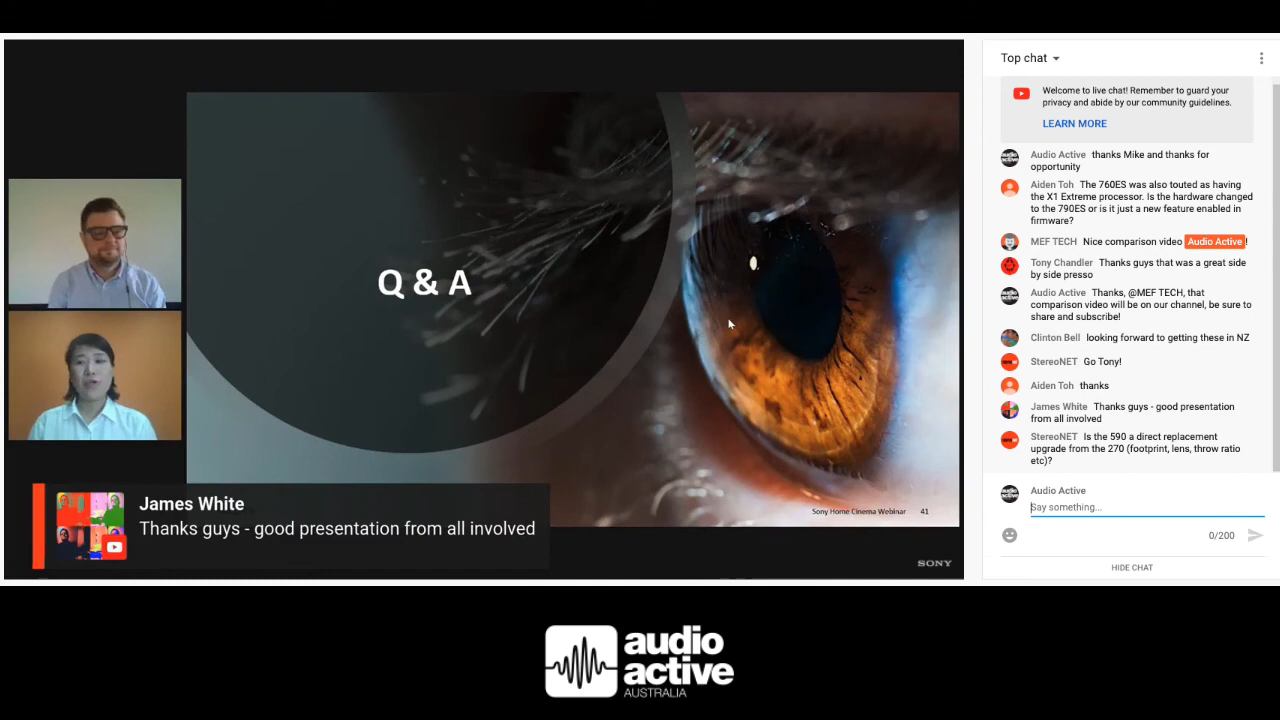 Q & A
Sony Home Cinema Webinar 41
James White
Thanks guys - good presentation from all involved
SONY
Top chat
Welcome to live chat! Remember to guard your
privacy and abide by our community guidelines.
LEARN MORE
Audio Active thanks Mike and thanks for
opportunity
Aiden Toh The 760ES was also touted as having
the X1 Extreme processor. Is the hardware changed
to the 790ES or is it just a new feature enabled in
firmware?
MEF TECH Nice comparison video Audio Active !
Tony Chandler Thanks guys that was a great side
by side presso
Audio Active Thanks, @MEF TECH, that
comparison video will be on our channel, be sure to
share and subscribe!
Clinton Bell looking forward to getting these in NZ
StereoNET Go Tony!
Aiden Toh thanks
James White Thanks guys - good presentation
from all involved
StereoNET Is the 590 a direct replacement
upgrade from the 270 (footprint, lens, throw ratio
etc)?
Audio Active
Say something...
0/200
HIDE CHAT
audio
active
AUSTRALIA